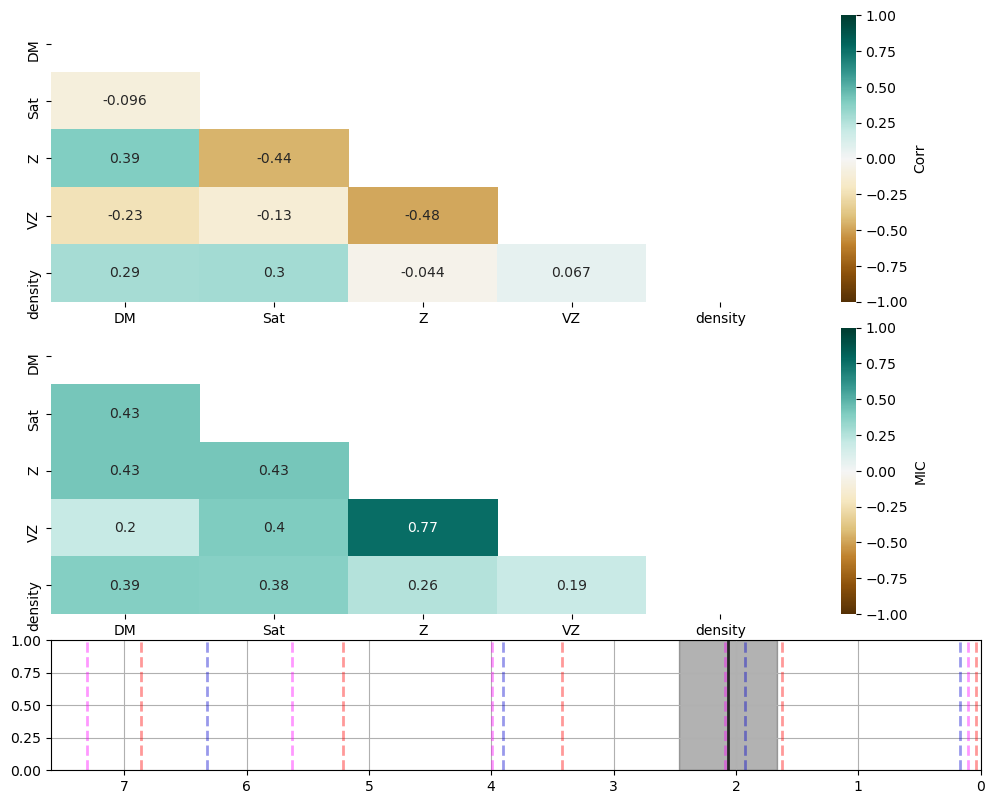 DM
Sat
Z
VZ
density
-0.096
0.39 -0.44
-0.23 -0.13 -0.48
0.29 0.3 -0.044 0.067
DM Sat Z VZ density
1.00
0.75
0.50
0.25
0.00
−0.25
−0.50
−0.75
−1.00
Corr
DM
Sat
Z
VZ
density
0.43
0.43 0.43
0.2 0.4 0.77
0.39 0.38 0.26 0.19
DM Sat Z VZ density
1.00
0.75
0.50
0.25
0.00
−0.25
−0.50
−0.75
−1.00
MIC
1.00
0.75
0.50
0.25
0.00
7 6 5 4 3 2 1 0